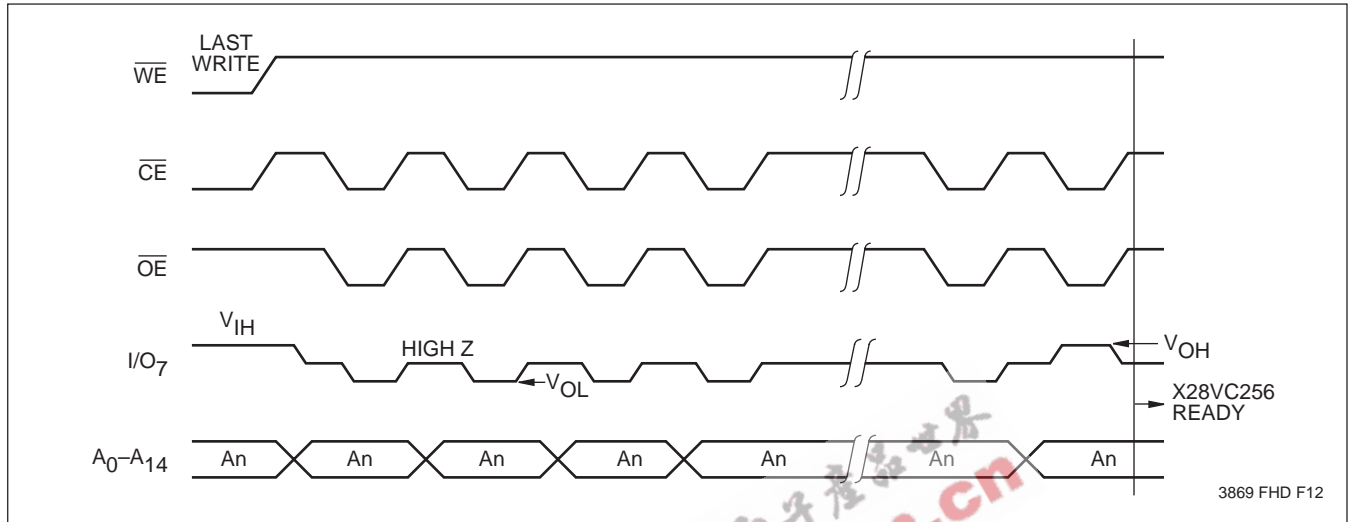 LAST
WRITE
WE
CE
OE
VIH
I/O7
HIGH Z
VOL
VOH
X28VC256
READY
A0–A14
An An An An An An An
3869 FHD F12
.cn